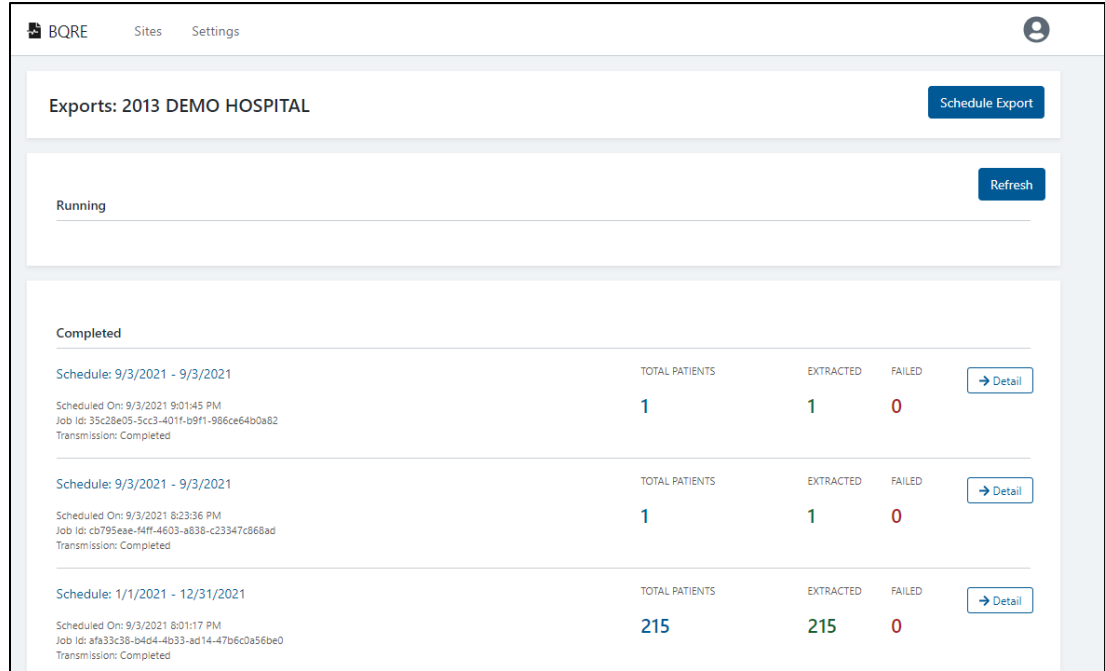 BQRE Sites Settings
Exports: 2013 DEMO HOSPITAL Schedule Export
Refresh
Running
Completed
Schedule: 9/3/2021 - 9/3/2021 TOTAL PATIENTS EXTRACTED FAILED
→ Detail
Scheduled On: 9/3/2021 9:01:45 PM 1 1 0
Job Id: 35c28e05-5cc3-401f-b9f1-986ce64b0a82
Transmission: Completed
Schedule: 9/3/2021 - 9/3/2021 TOTAL PATIENTS EXTRACTED FAILED
→ Detail
Scheduled On: 9/3/2021 8:23:36 PM 1 1 0
Job Id: cb795eae-f4ff-4603-a838-c23347c868ad
Transmission: Completed
Schedule: 1/1/2021 - 12/31/2021 TOTAL PATIENTS EXTRACTED FAILED
→ Detail
Scheduled On: 9/3/2021 8:01:17 PM 215 215 0
Job Id: afa33c38-b4d4-4b33-ad14-47b6c0a56be0
Transmission: Completed